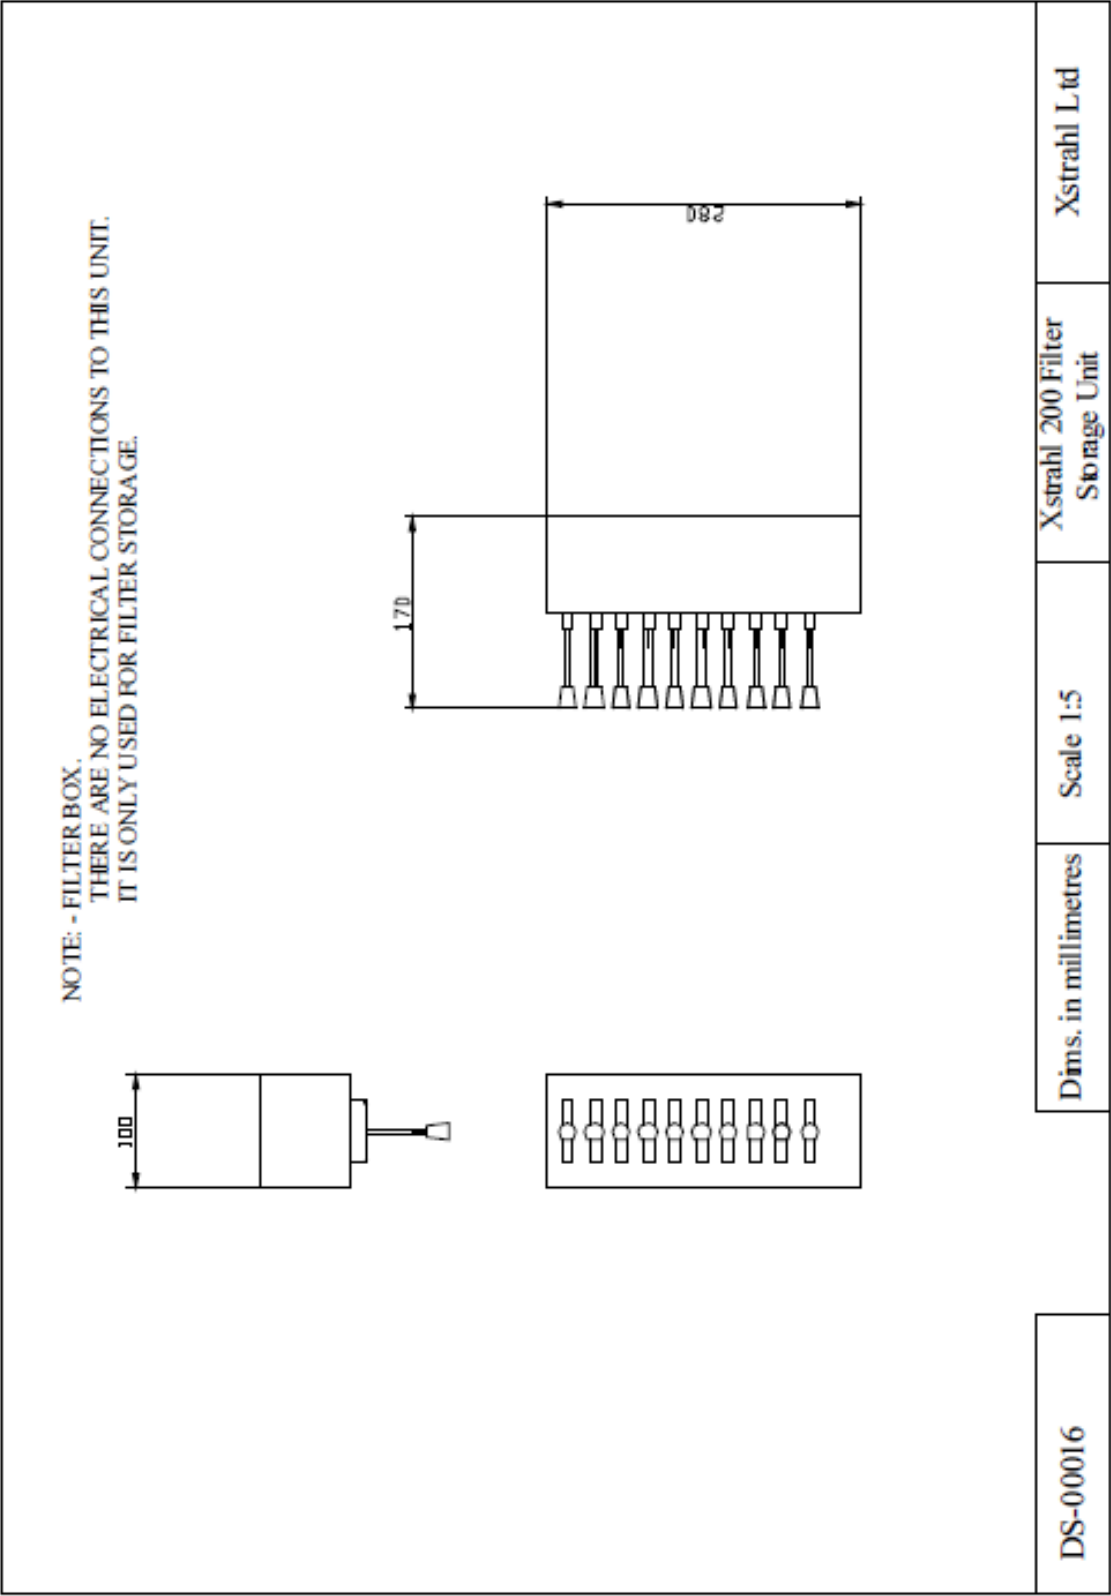 NOTE: - FILTER BOX.
THERE ARE NO ELECTRICAL CONNECTIONS TO THIS UNIT.
IT IS ONLY USED FOR FILTER STORAGE.
100
170
280
DS-00016
Dims. in millimetres
Scale 1:5
Xstrahl 200 Filter
Storage Unit
Xstrahl Ltd